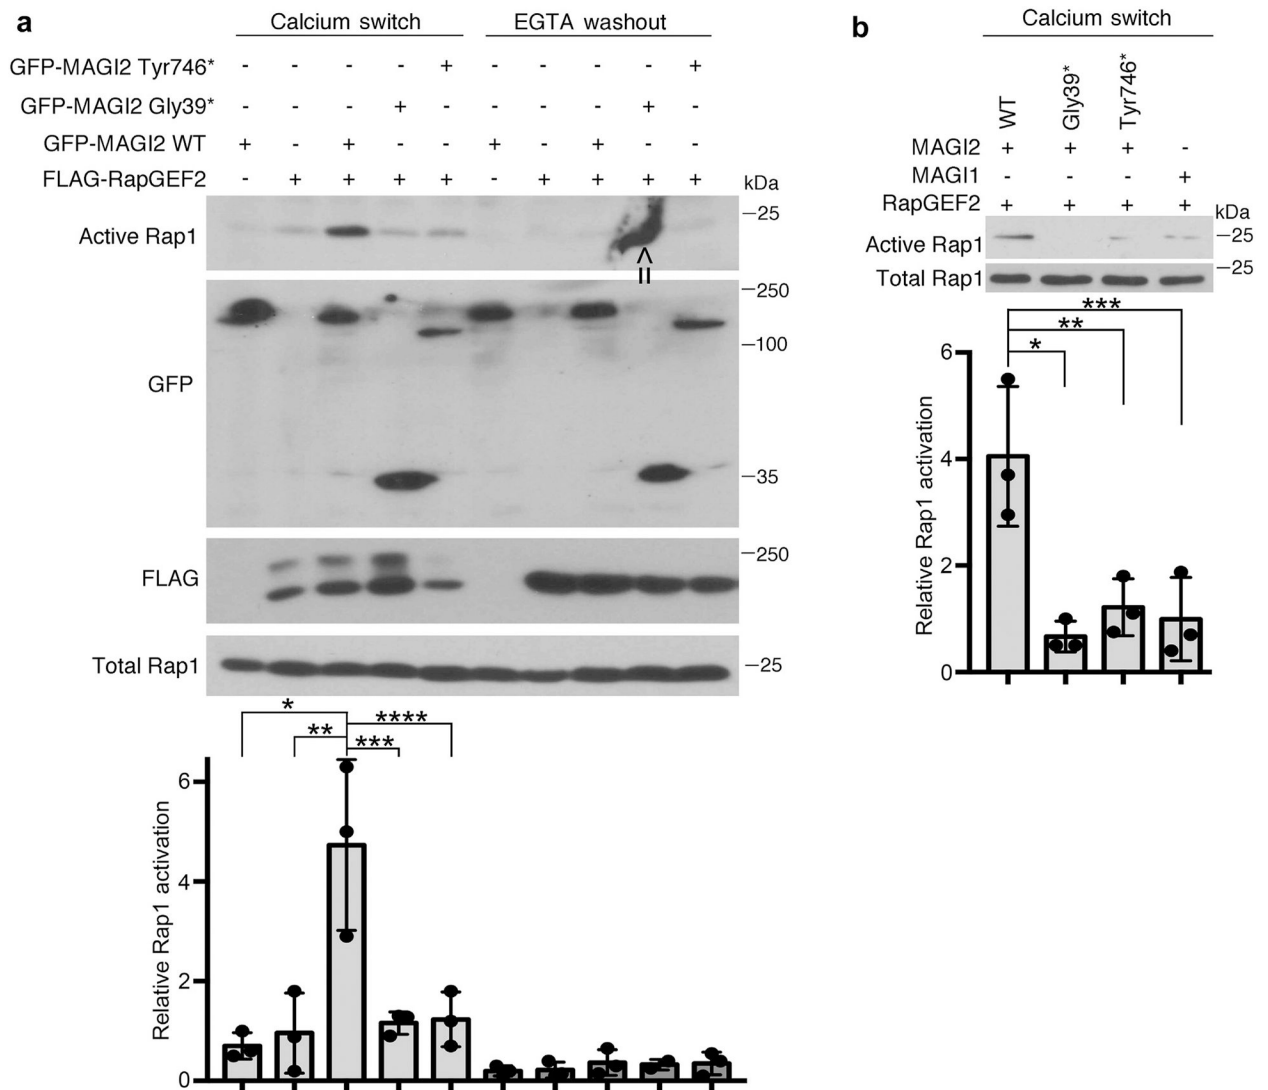 a
Calcium switch EGTA washout
GFP-MAGI2 Tyr746* - - - - + - - - - +
GFP-MAGI2 Gly39* - - - + - - - - + -
GFP-MAGI2 WT + - + - - + - + - -
FLAG-RapGEF2 - + + + + - + + + +
kDa
Active Rap1
–25
GFP
–250
–100
–35
FLAG
–250
Total Rap1
–25
* ** *** ****
Relative Rap1 activation
6
4
2
0
b
Calcium switch
WT Gly39* Tyr746*
MAGI2 + + + -
MAGI1 - - - +
RapGEF2 + + + +
kDa
Active Rap1
–25
Total Rap1
–25
***
**
*
Relative Rap1 activation
6
4
2
0